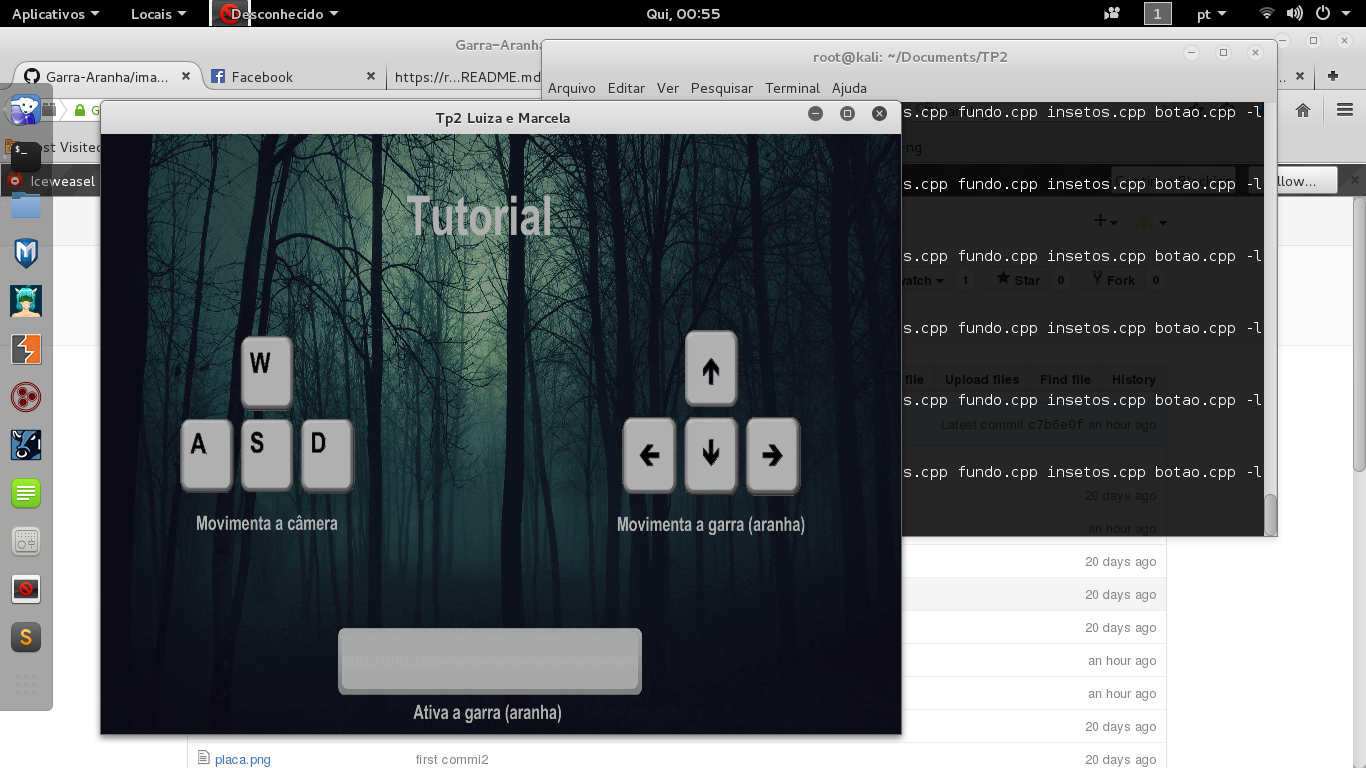 Aplicativos Locais Desconhecido Qui, 00:55 1 pt
Garra-Aranh
root@kali: ~/Documents/TP2
Garra-Aranha/ima... Facebook https://r...README.md
Arquivo Editar Ver Pesquisar Terminal Ajuda
Tp2 Luiza e Marcela
s.cpp fundo.cpp insetos.cpp botao.cpp -l
ost Visited
-ng
Iceweasel
llow...
s.cpp fundo.cpp insetos.cpp botao.cpp -l
Tutorial
s.cpp fundo.cpp insetos.cpp botao.cpp -l
atch 1 Star 0 Fork 0
s.cpp fundo.cpp insetos.cpp botao.cpp -l
W
file Upload files Find file History
s.cpp fundo.cpp insetos.cpp botao.cpp -l
Latest commit c7b6e0f an hour ago
A S D
s.cpp fundo.cpp insetos.cpp botao.cpp -l
20 days ago
Movimenta a câmera
Movimenta a garra (aranha)
an hour ago
20 days ago
20 days ago
20 days ago
an hour ago
an hour ago
Ativa a garra (aranha)
20 days ago
placa.png first commi2 20 days ago